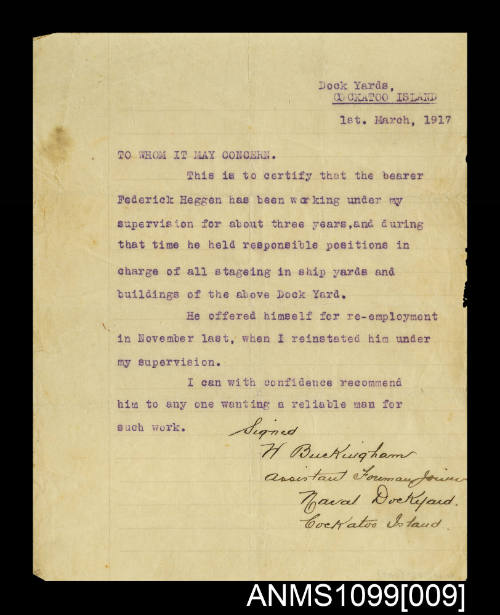 Dock Yards,
COCKATOO ISLAND
1st. March, 1917
TO WHOM IT MAY CONCERN.
This is to certify that the bearer
Federick Heggen has been working under my
supervision for about three years,and during
that time he held responsible positions in
charge of all stageing in ship yards and
buildings of the above Dock Yard.
He offered himself for re-employment
in November last, when I reinstated him under
my supervision.
I can with confidence recommend
him to any one wanting a reliable man for
such work.
Signed
W Buckingham
Assistant Foreman Joiner
Naval Dockyard.
Cockatoo Island.
ANMS1099[009]